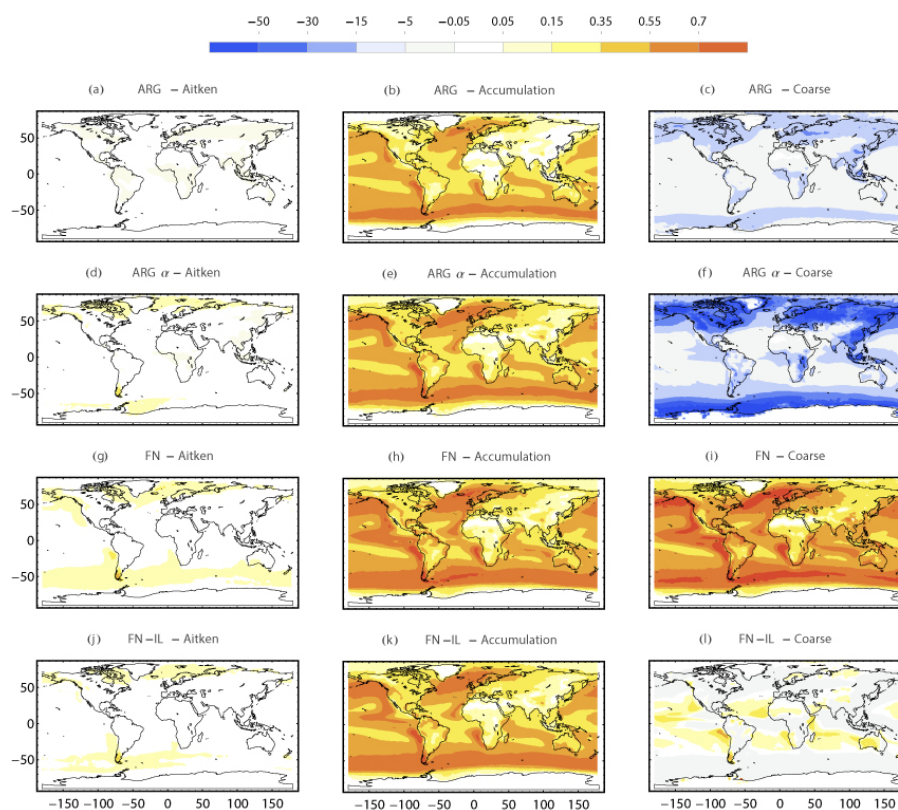 −50 −30 −15 −5 −0.05 0.05 0.15 0.35 0.55 0.7
(a) ARG − Aitken (b) ARG − Accumulation (c) ARG − Coarse
50
0
−50
(d) ARG α − Aitken (e) ARG α − Accumulation (f) ARG α − Coarse
50
0
−50
(g) FN − Aitken (h) FN − Accumulation (i) FN − Coarse
50
0
−50
(j) FN−IL − Aitken (k) FN−IL − Accumulation (l) FN−IL − Coarse
50
0
−50
−150 −100 −50 0 50 100 150 −150 −100 −50 0 50 100 150 −150 −100 −50 0 50 100 150